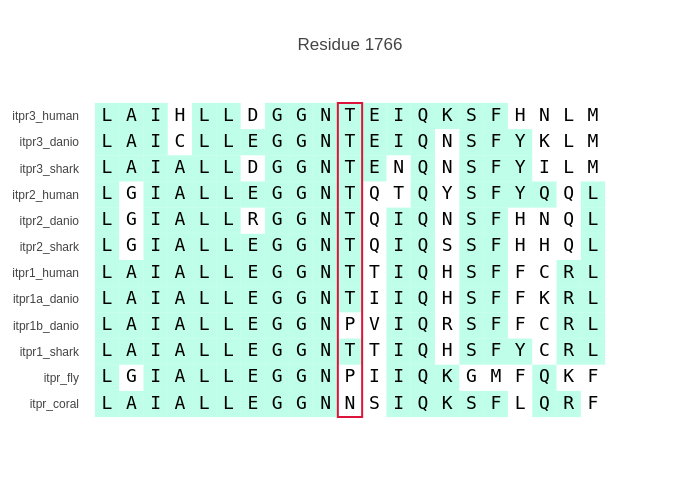 Residue 1766
itpr3_human L A I H L L D G G N T E I Q K S F H N L M
itpr3_danio L A I C L L E G G N T E I Q N S F Y K L M
itpr3_shark L A I A L L D G G N T E N Q N S F Y I L M
itpr2_human L G I A L L E G G N T Q T Q Y S F Y Q Q L
itpr2_danio L G I A L L R G G N T Q I Q N S F H N Q L
itpr2_shark L G I A L L E G G N T Q I Q S S F H H Q L
itpr1_human L A I A L L E G G N T T I Q H S F F C R L
itpr1a_danio L A I A L L E G G N T I I Q H S F F K R L
itpr1b_danio L A I A L L E G G N P V I Q R S F F C R L
itpr1_shark L A I A L L E G G N T T I Q H S F Y C R L
itpr_fly L G I A L L E G G N P I I Q K G M F Q K F
itpr_coral L A I A L L E G G N N S I Q K S F L Q R F